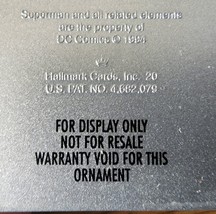 Superman and all related elements
are the property of
DC Comics © 1993
Hallmark Cards, Inc. 20
U.S. PAT. NO. 4,662,079
FOR DISPLAY ONLY
NOT FOR RESALE
WARRANTY VOID FOR THIS
ORNAMENT